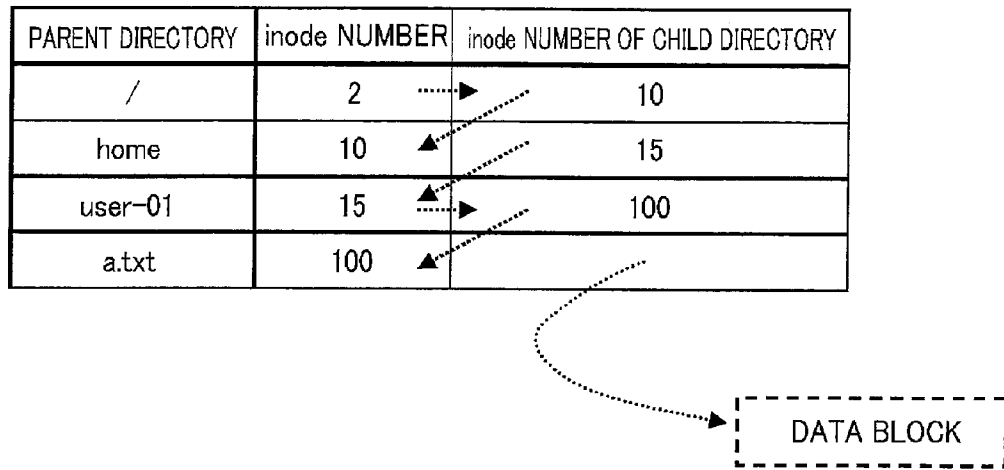 PARENT DIRECTORY inode NUMBER inode NUMBER OF CHILD DIRECTORY
/ 2 10
home 10 15
user-01 15 100
a.txt 100
DATA BLOCK